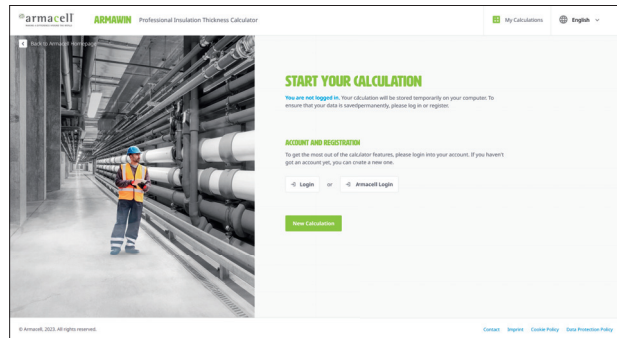 armacell
ARMAWIN Professional Insulation Thickness Calculator
My Calculations
English
Back to Armacell Homepage
START YOUR CALCULATION
You are not logged in. Your calculation will be stored temporarily on your computer. To
ensure that your data is savedpermanently, please log in or register.
ACCOUNT AND REGISTRATION
To get the most out of the calculator features, please login into your account. If you haven't
got an account yet, you can create a new one.
Login or Armacell Login
New Calculation
© Armacell, 2023. All rights reserved.
Contact Imprint Cookie Policy Data Protection Policy